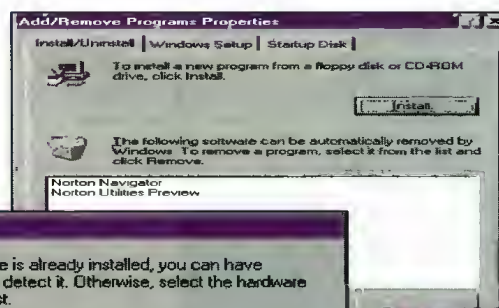 Add/Remove Programs Properties
Install/Uninstall
Windows Setup
Startup Disk
To install a new program from a floppy disk or CD-ROM
drive, click Install.
Install...
The following software can be automatically removed by
Windows. To remove a program, select it from the list and
click Remove.
Norton Navigator
Norton Utilities Preview
e is already installed, you can have
detect it. Otherwise, select the hardware
st.